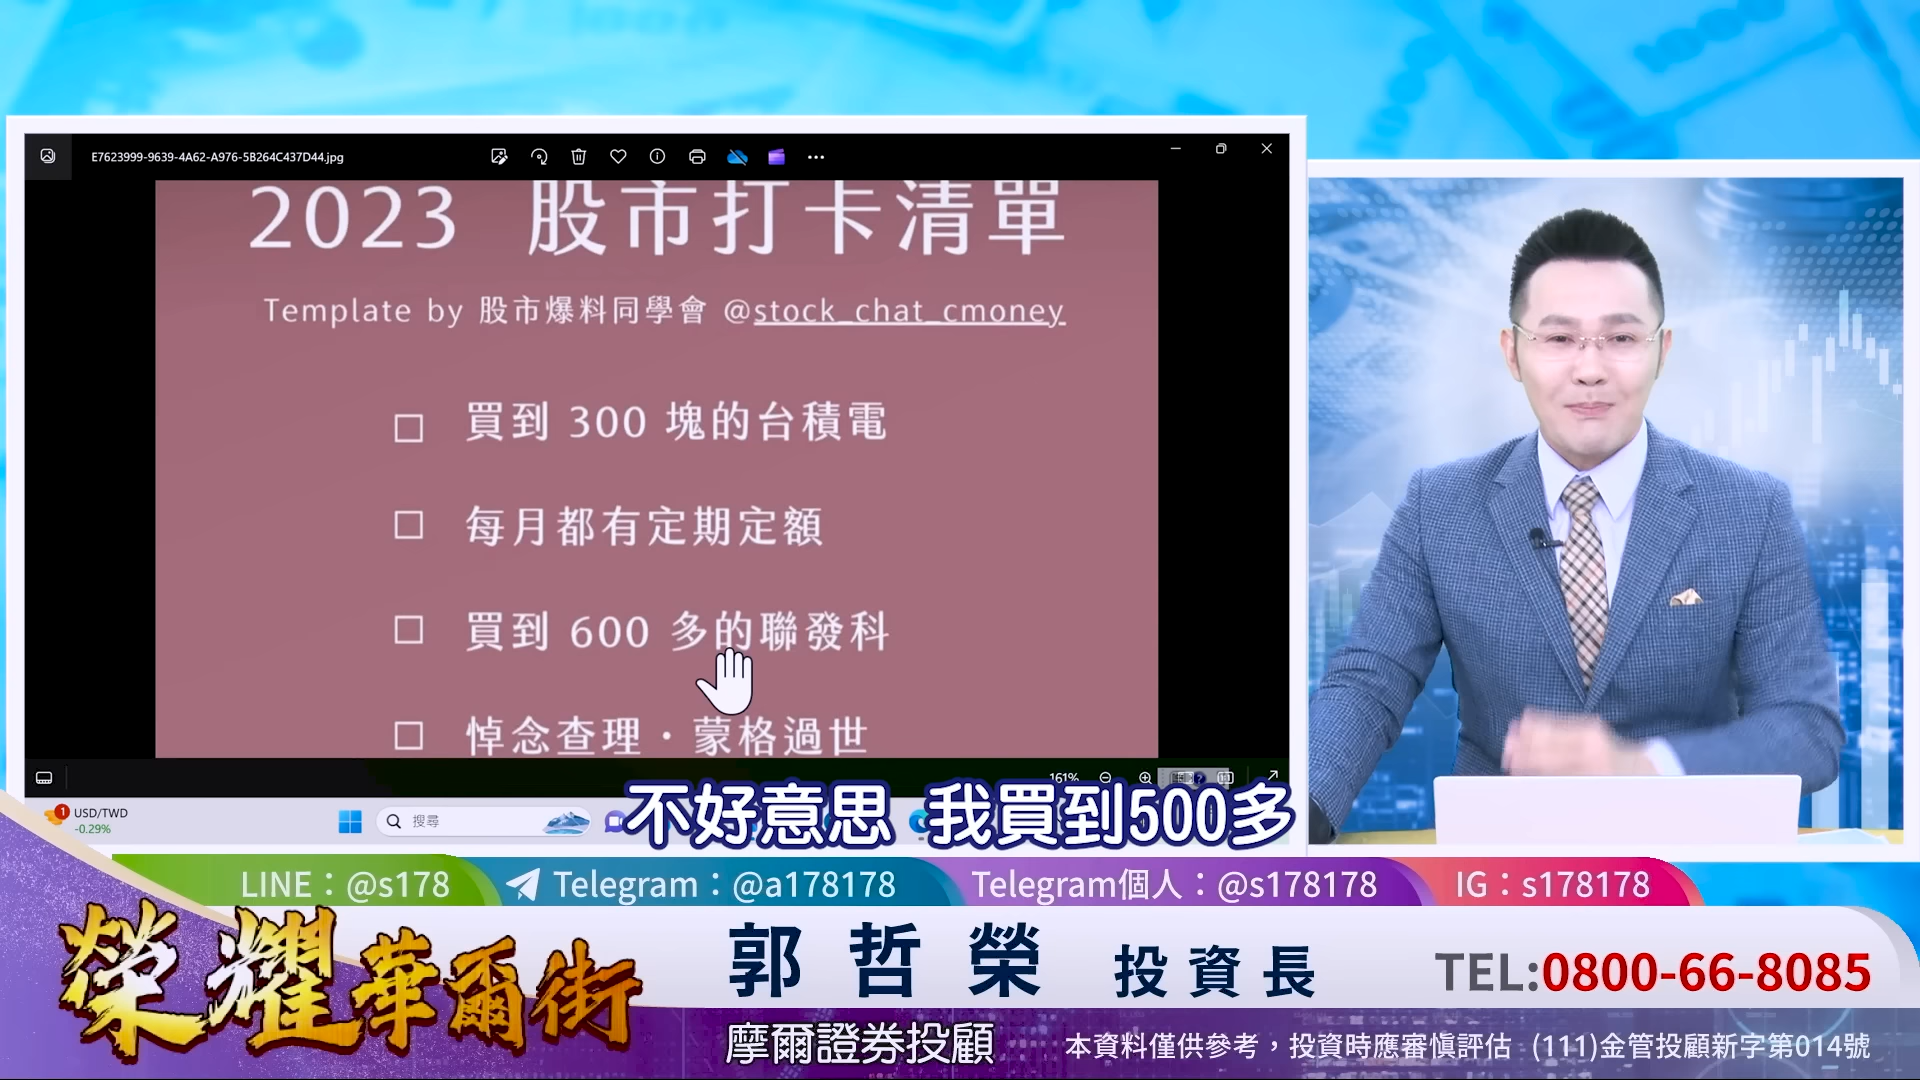 E7623999-9639-4A62-A976-5B264C437D44.jpg
2023 股市打卡清單
Template by 股市爆料同學會 @stock_chat_cmoney
買到 300 塊的台積電
每月都有定期定額
買到 600 多的聯發科
悼念查理・蒙格過世
161%
1 USD/TWD
-0.29%
搜尋
不好意思 我買到500多
LINE：@s178 Telegram：@a178178 Telegram個人：@s178178 IG：s178178
榮耀華爾街
郭哲榮 投資長 TEL:0800-66-8085
摩爾證券投顧 本資料僅供參考，投資時應審慎評估 (111)金管投顧新字第014號